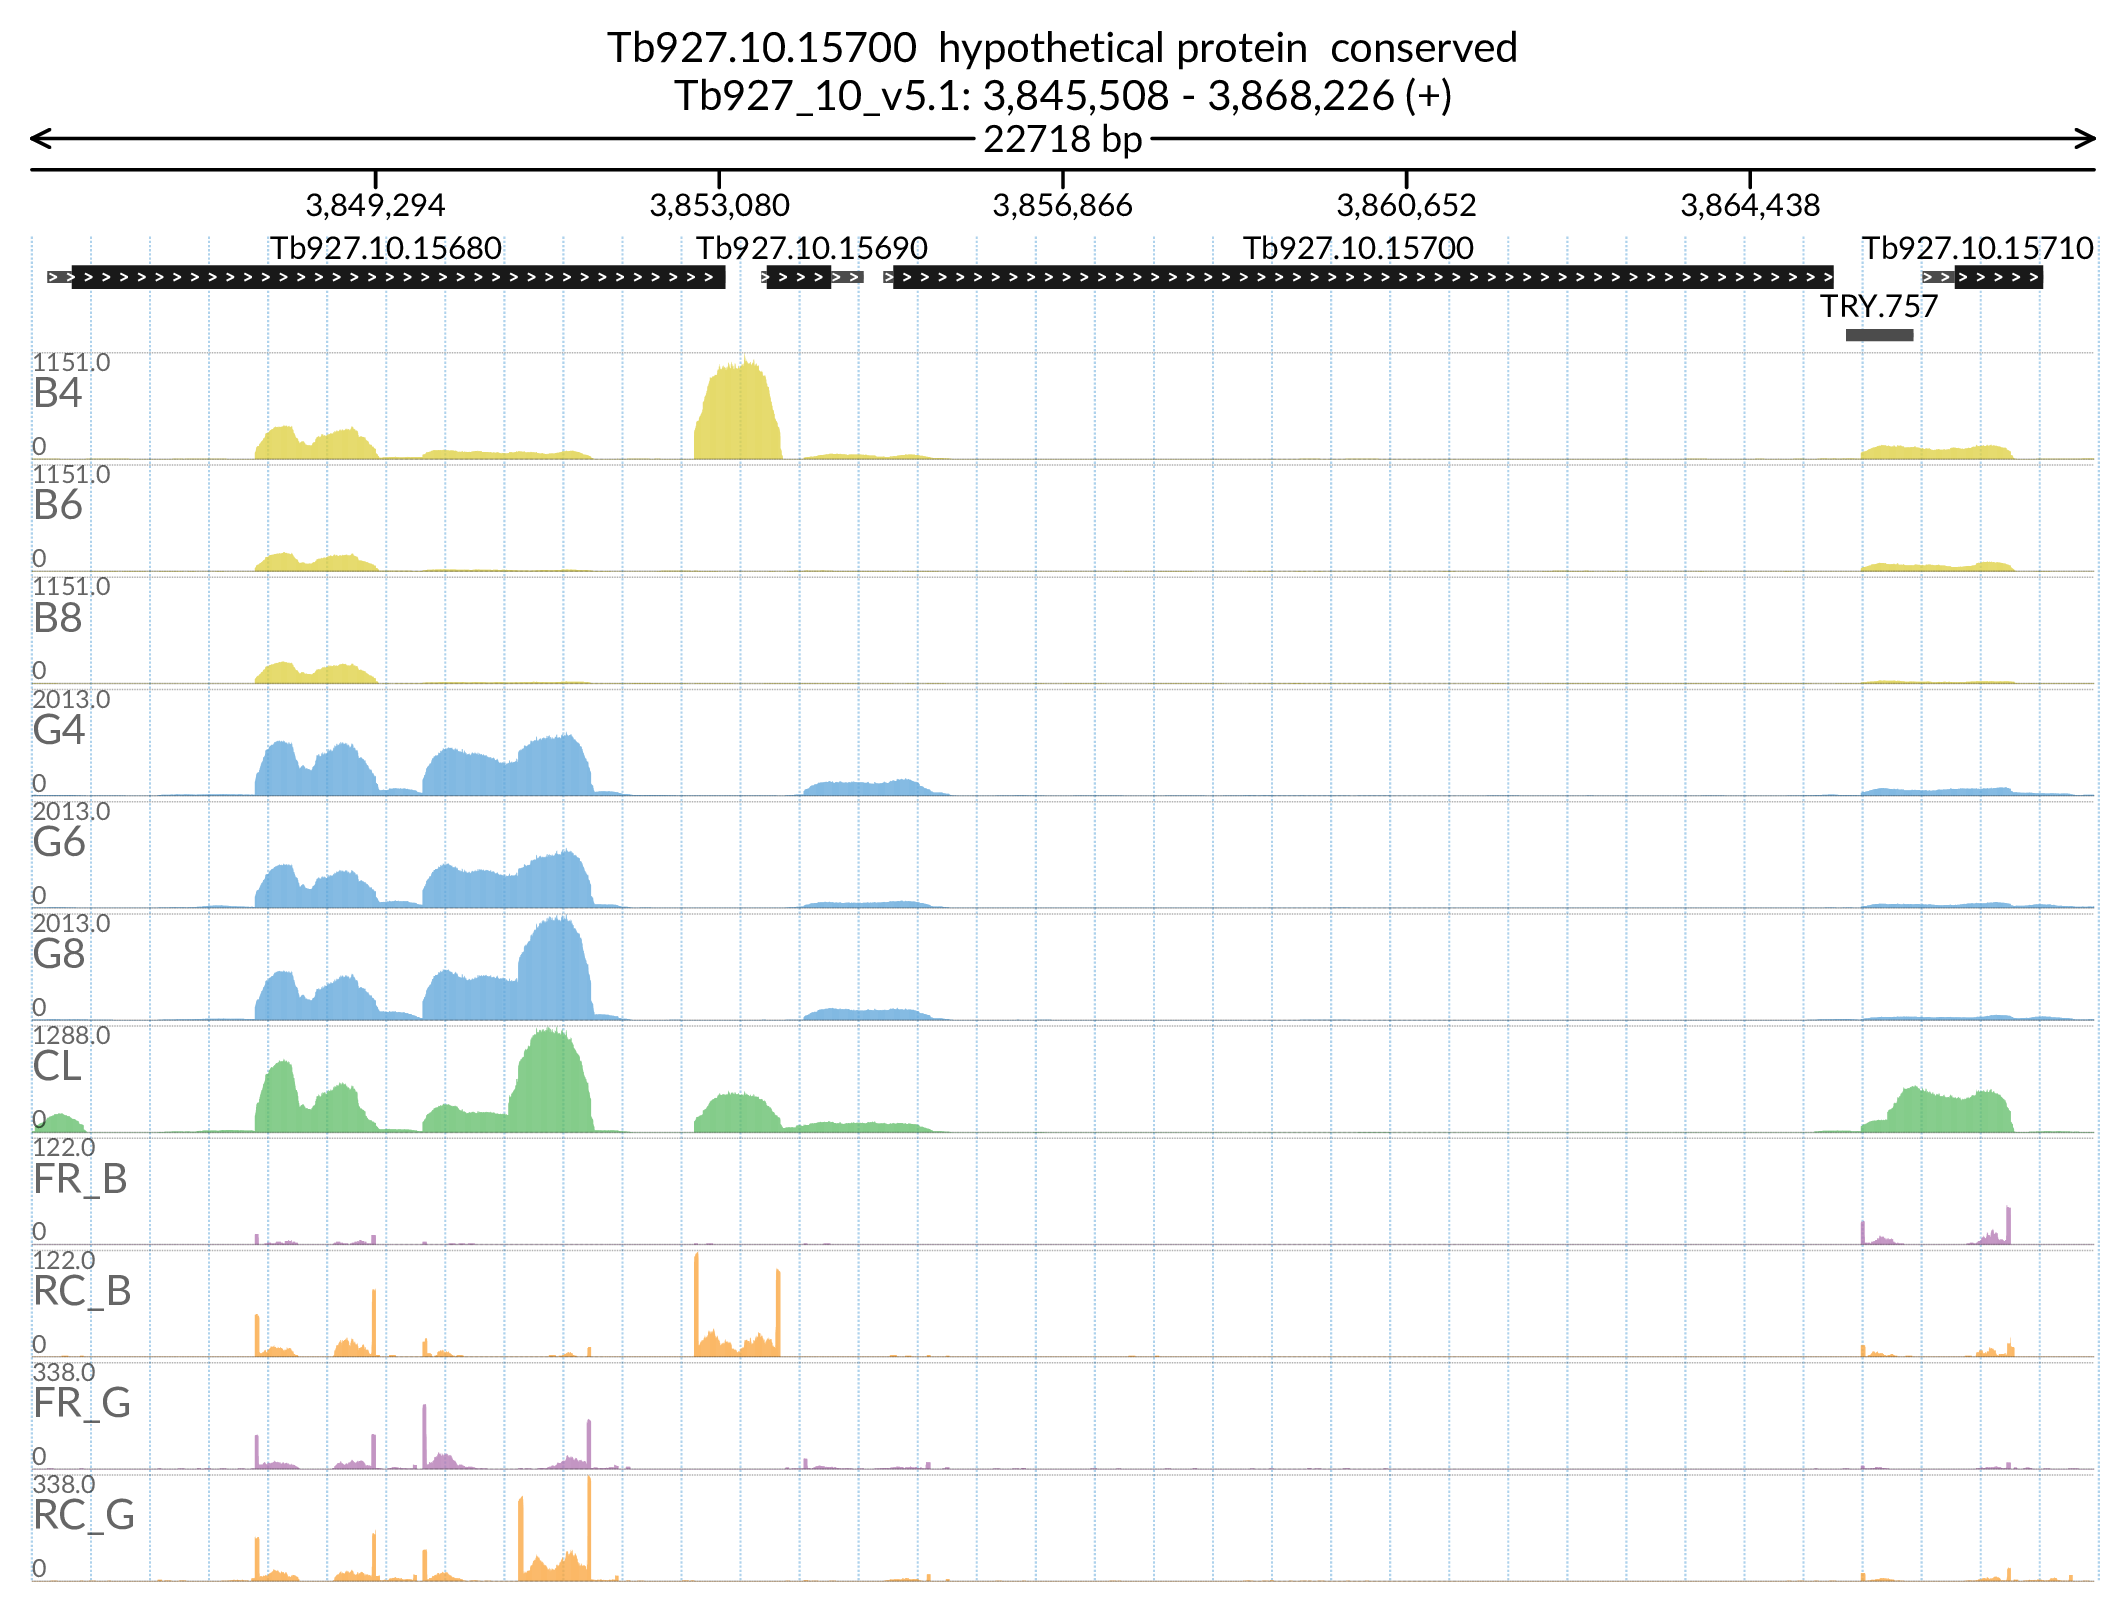 Tb927.10.15700  hypothetical protein  conserved
Tb927_10_v5.1: 3,845,508 - 3,868,226 (+)
22718 bp
3,849,294 3,853,080 3,856,866 3,860,652 3,864,438
Tb927.10.15680 Tb927.10.15690 Tb927.10.15700 Tb927.10.15710
TRY.757
1151.0
B4
0
1151.0
B6
0
1151.0
B8
0
2013.0
G4
0
2013.0
G6
0
2013.0
G8
0
1288.0
CL
0
122.0
FR_B
0
122.0
RC_B
0
338.0
FR_G
0
338.0
RC_G
0